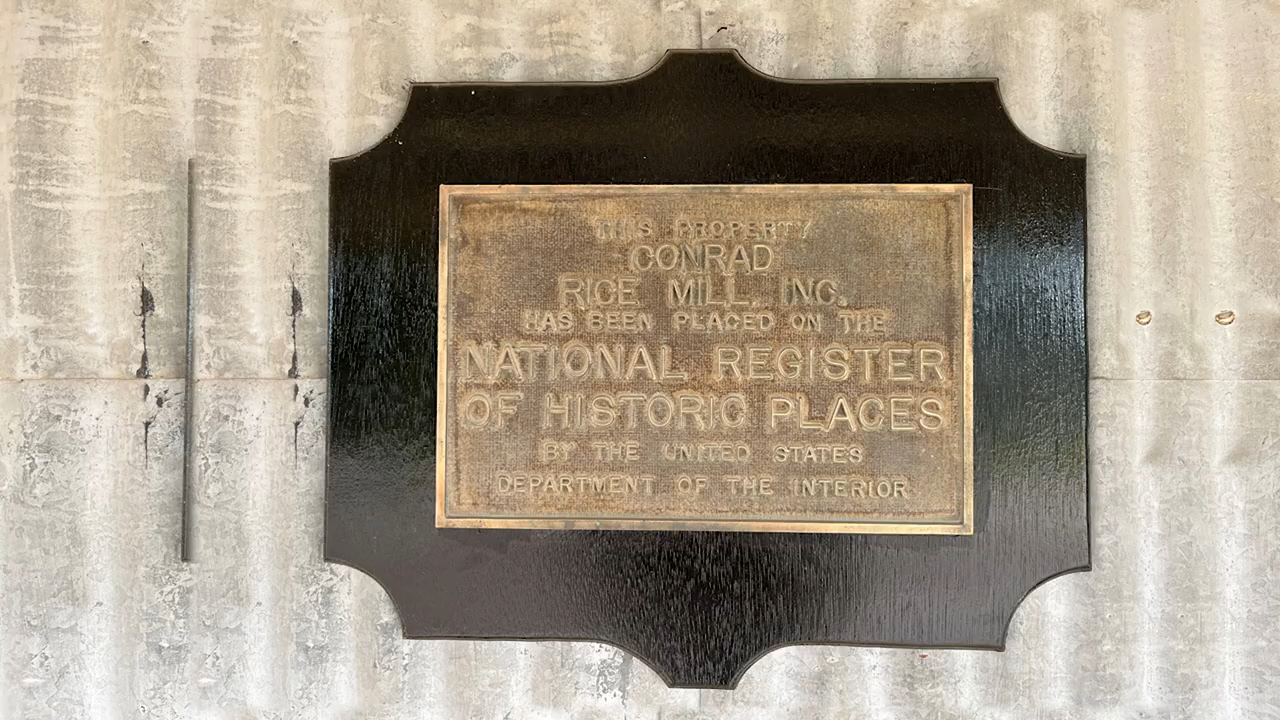 THIS PROPERTY
CONRAD
RICE MILL, INC.
HAS BEEN PLACED ON THE
NATIONAL REGISTER
OF HISTORIC PLACES
BY THE UNITED STATES
DEPARTMENT OF THE INTERIOR